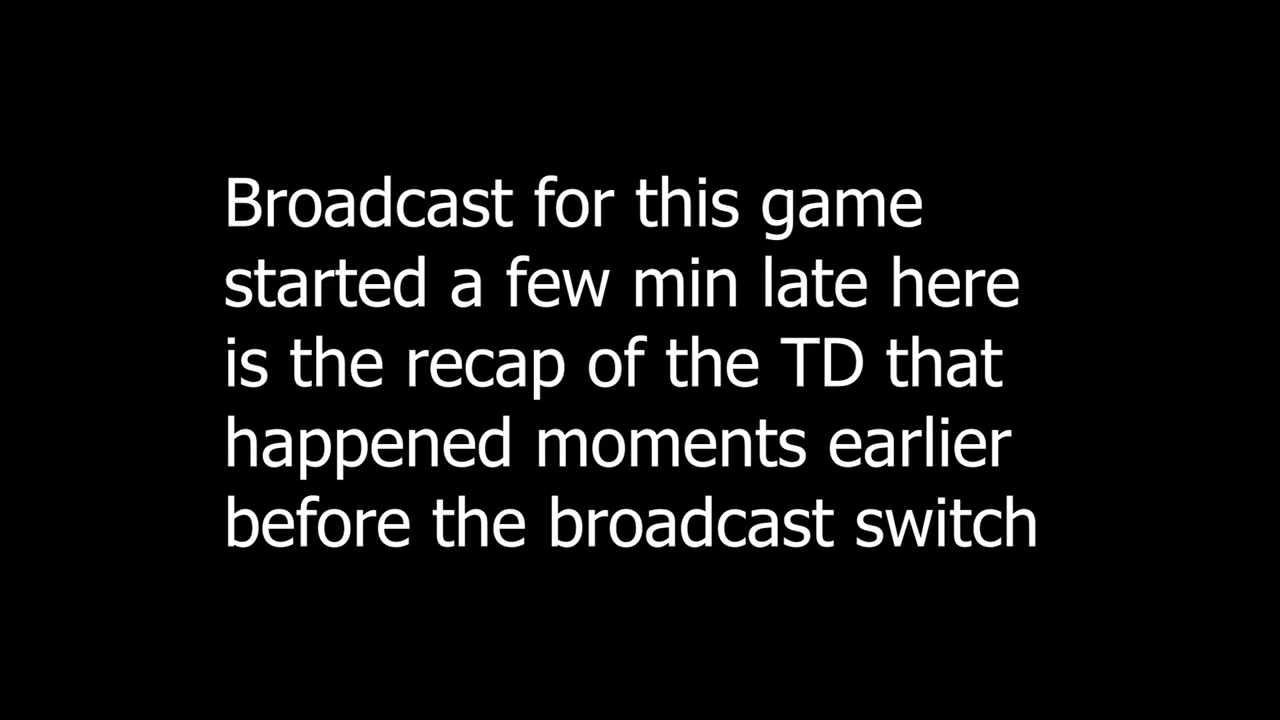 Broadcast for this game
started a few min late here
is the recap of the TD that
happened moments earlier
before the broadcast switch